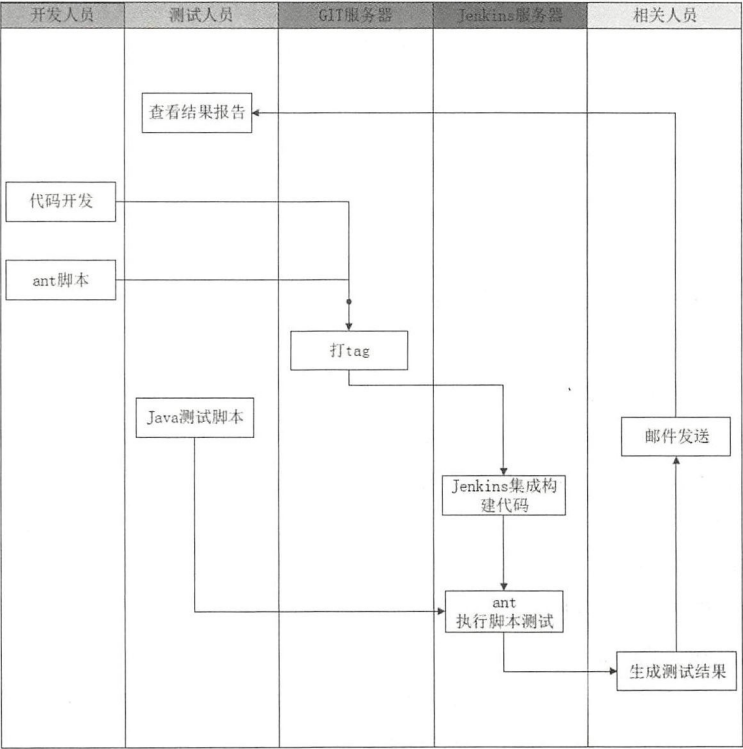 开发人员
测试人员
GIT服务器
Jenkins服务器
相关人员
查看结果报告
代码开发
ant脚本
打tag
Java测试脚本
邮件发送
Jenkins集成构
建代码
ant
执行脚本测试
生成测试结果